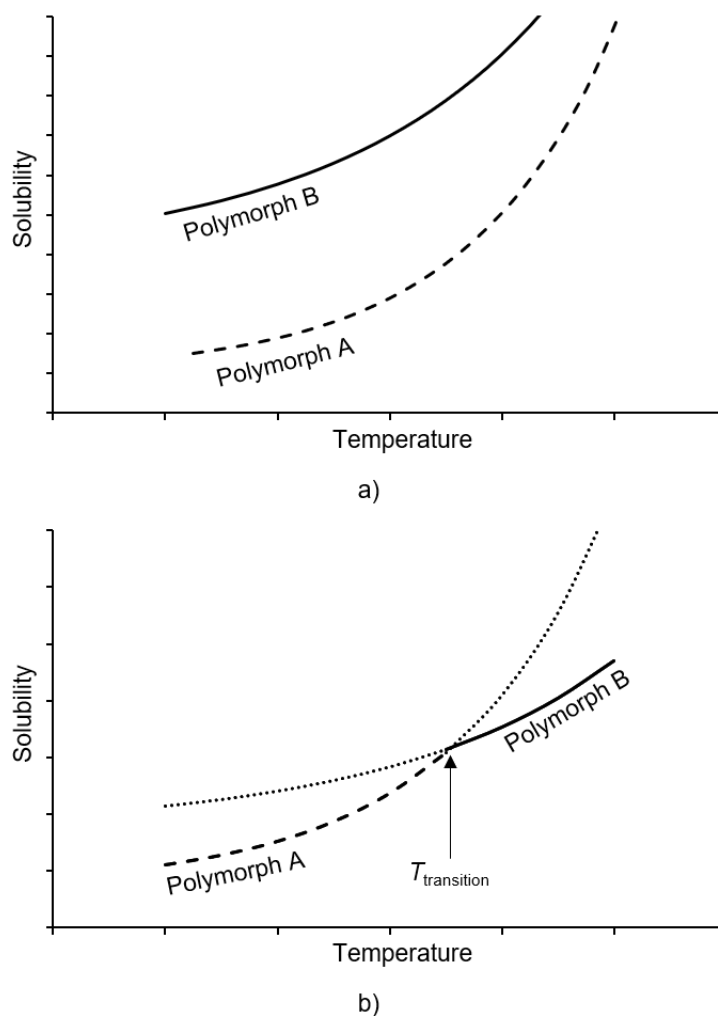 Solubility
Polymorph B
Polymorph A
Temperature
a)
Solubility
Polymorph B
Polymorph A
Ttransition
Temperature
b)